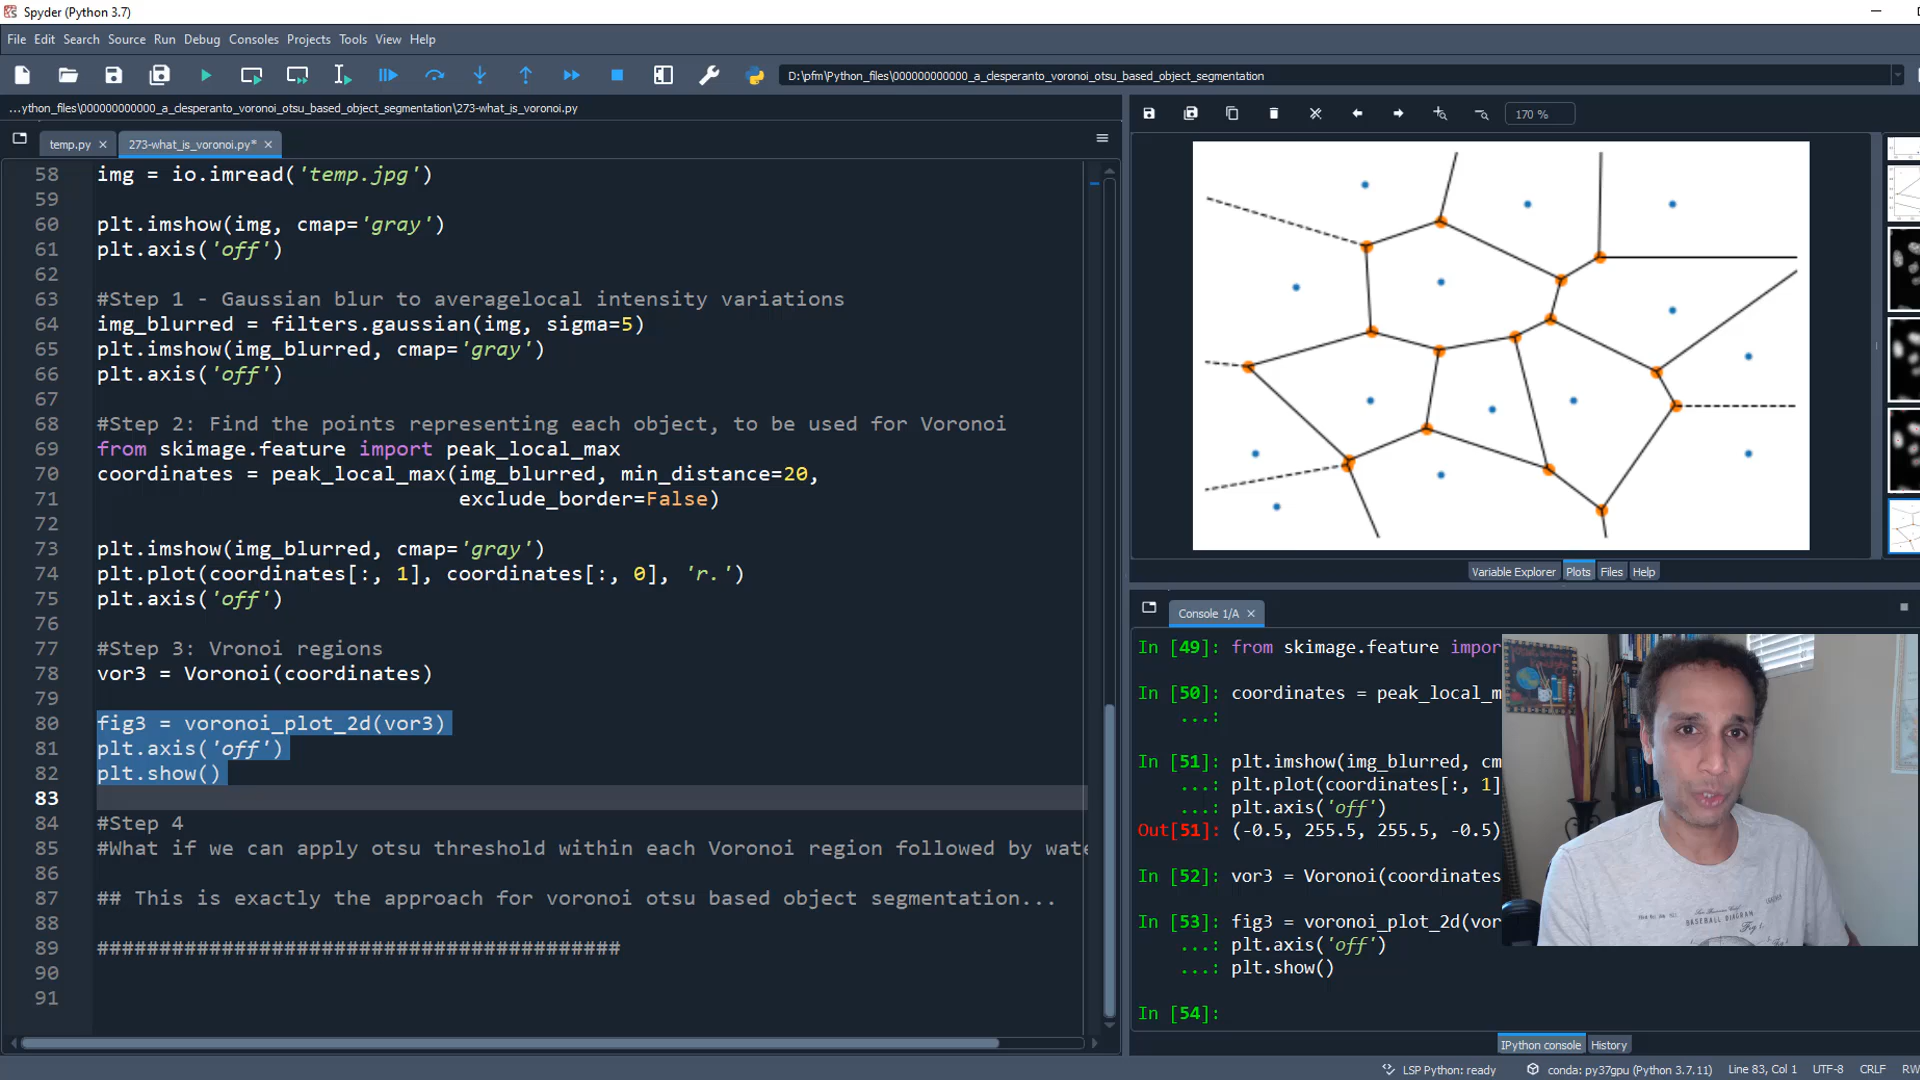 Spyder (Python 3.7)
File Edit Search Source Run Debug Consoles Projects Tools View Help
D:\pfm\Python_files\000000000000_a_clesperanto_voronoi_otsu_based_object_segmentation
...ython_files\000000000000_a_clesperanto_voronoi_otsu_based_object_segmentation\273-what_is_voronoi.py
temp.py
273-what_is_voronoi.py*
58 img = io.imread('temp.jpg')
59
60 plt.imshow(img, cmap='gray')
61 plt.axis('off')
62
63 #Step 1 - Gaussian blur to averagelocal intensity variations
64 img_blurred = filters.gaussian(img, sigma=5)
65 plt.imshow(img_blurred, cmap='gray')
66 plt.axis('off')
67
68 #Step 2: Find the points representing each object, to be used for Voronoi
69 from skimage.feature import peak_local_max
70 coordinates = peak_local_max(img_blurred, min_distance=20,
71 exclude_border=False)
72
73 plt.imshow(img_blurred, cmap='gray')
74 plt.plot(coordinates[:, 1], coordinates[:, 0], 'r.')
75 plt.axis('off')
76
77 #Step 3: Vronoi regions
78 vor3 = Voronoi(coordinates)
79
80 fig3 = voronoi_plot_2d(vor3)
81 plt.axis('off')
82 plt.show()
83
84 #Step 4
85 #What if we can apply otsu threshold within each Voronoi region followed by wate
86
87 ## This is exactly the approach for voronoi otsu based object segmentation...
88
89 ##########################################
90
91
170 %
Variable Explorer Plots Files Help
Console 1/A
In [49]: from skimage.feature impor
In [50]: coordinates = peak_local_m
...:
In [51]: plt.imshow(img_blurred, cm
...: plt.plot(coordinates[:, 1]
...: plt.axis('off')
Out[51]: (-0.5, 255.5, 255.5, -0.5)
In [52]: vor3 = Voronoi(coordinates
In [53]: fig3 = voronoi_plot_2d(vor
...: plt.axis('off')
...: plt.show()
In [54]:
BASEBALL DIAGRAM
Fig 1.
IPython console History
LSP Python: ready conda: py37gpu (Python 3.7.11) Line 83, Col 1 UTF-8 CRLF RW